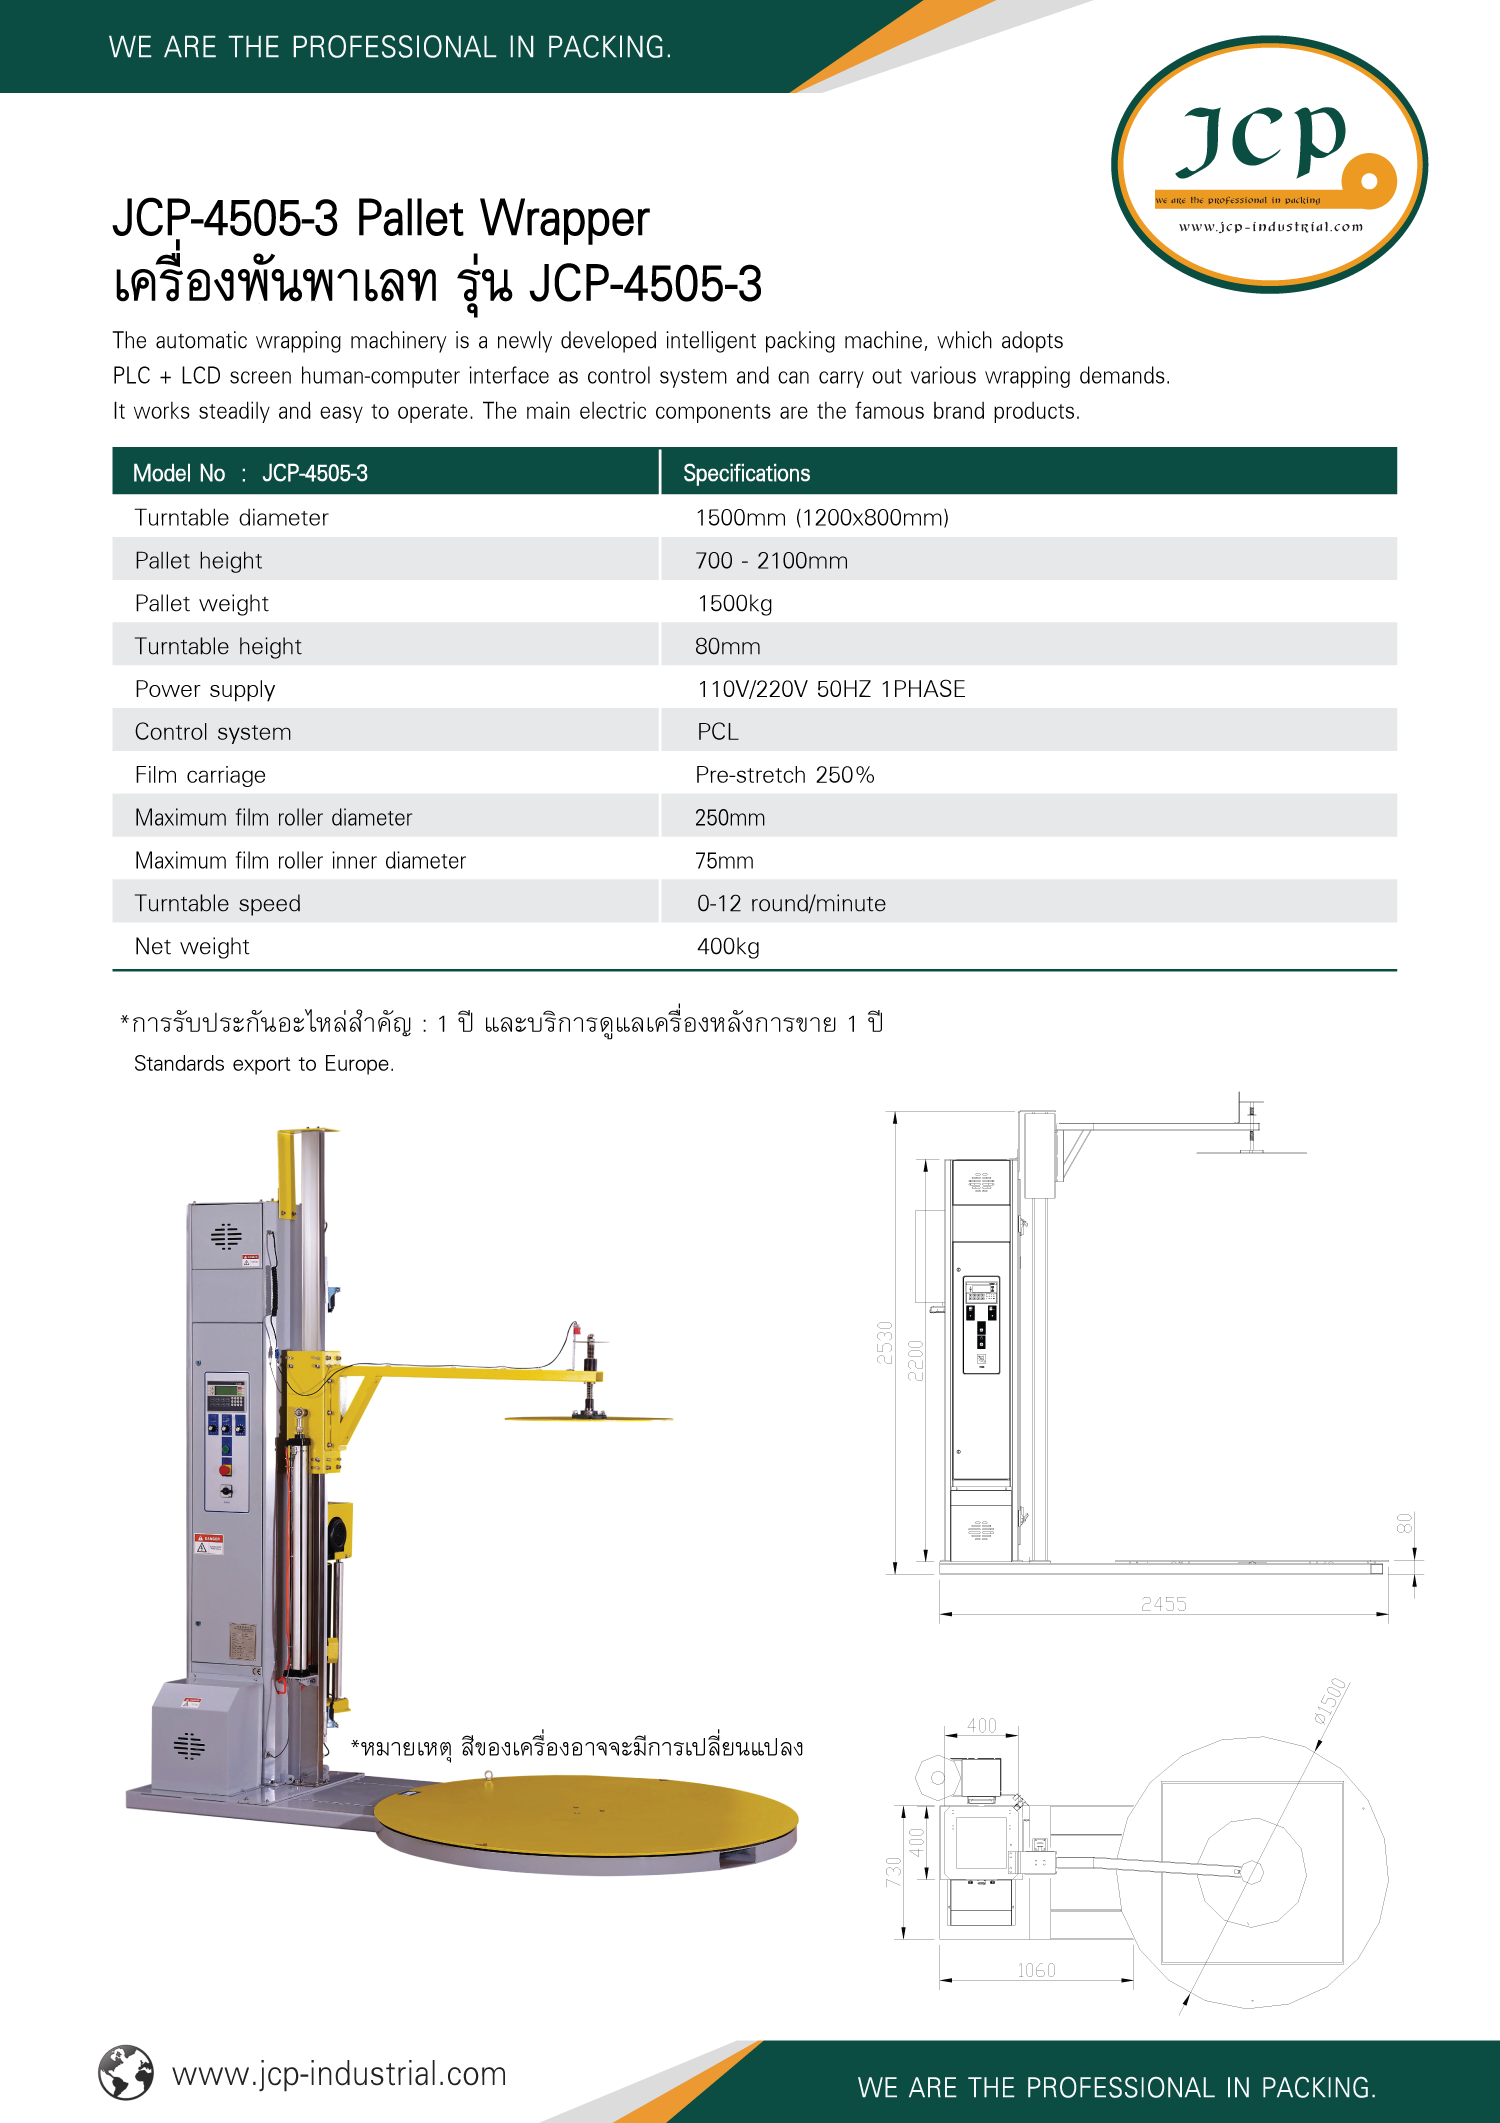 WE ARE THE PROFESSIONAL IN PACKING.
JCP
we are the professional in packing
www.jcp-industrial.com
JCP-4505-3 Pallet Wrapper
เครื่องพันพาเลท รุ่น JCP-4505-3
The automatic wrapping machinery is a newly developed intelligent packing machine, which adopts
PLC + LCD screen human-computer interface as control system and can carry out various wrapping demands.
It works steadily and easy to operate. The main electric components are the famous brand products.
Model No : JCP-4505-3 Specifications
Turntable diameter 1500mm (1200x800mm)
Pallet height 700 - 2100mm
Pallet weight 1500kg
Turntable height 80mm
Power supply 110V/220V 50HZ 1PHASE
Control system PCL
Film carriage Pre-stretch 250%
Maximum film roller diameter 250mm
Maximum film roller inner diameter 75mm
Turntable speed 0-12 round/minute
Net weight 400kg
*การรับประกันอะไหล่สำคัญ : 1 ปี และบริการดูแลเครื่องหลังการขาย 1 ปี
Standards export to Europe.
2530
2200
80
2455
DANGER
CE
*หมายเหตุ สีของเครื่องอาจจะมีการเปลี่ยนแปลง
Ø1500
400
400
730
1060
www.jcp-industrial.com
WE ARE THE PROFESSIONAL IN PACKING.